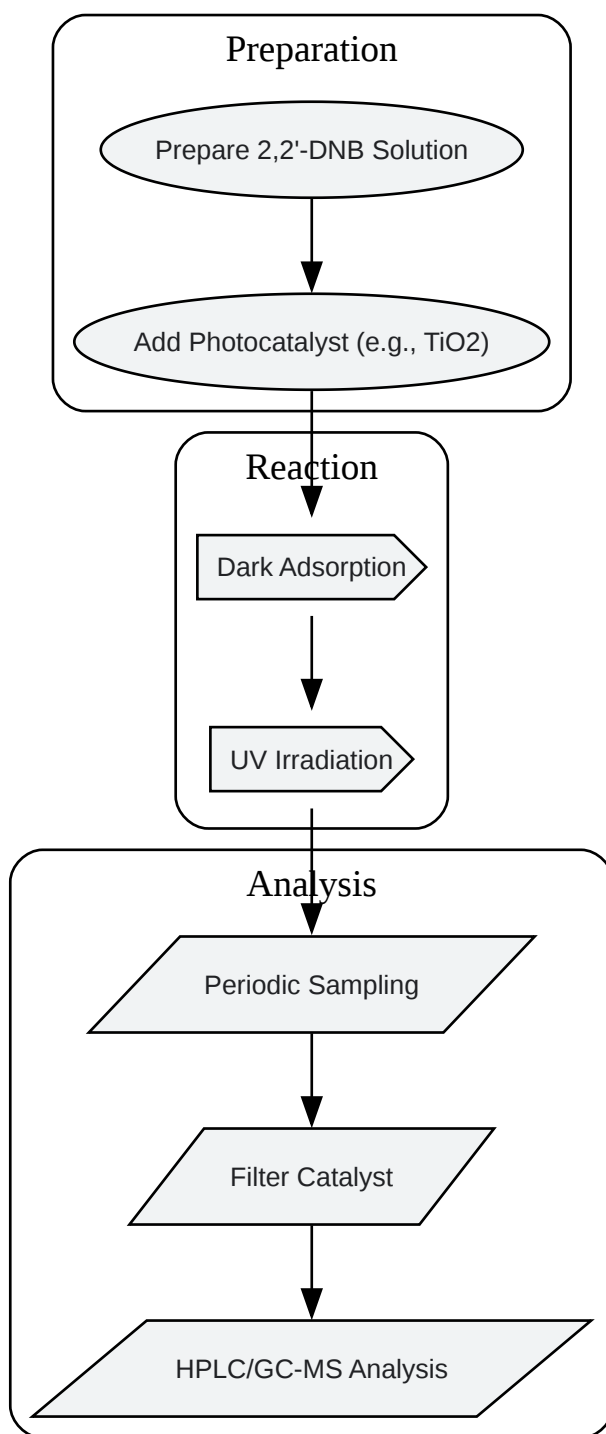 Preparation
Prepare 2,2'-DNB Solution
Add Photocatalyst (e.g., TiO2)
Reaction
Dark Adsorption
UV Irradiation
Analysis
Periodic Sampling
Filter Catalyst
HPLC/GC-MS Analysis